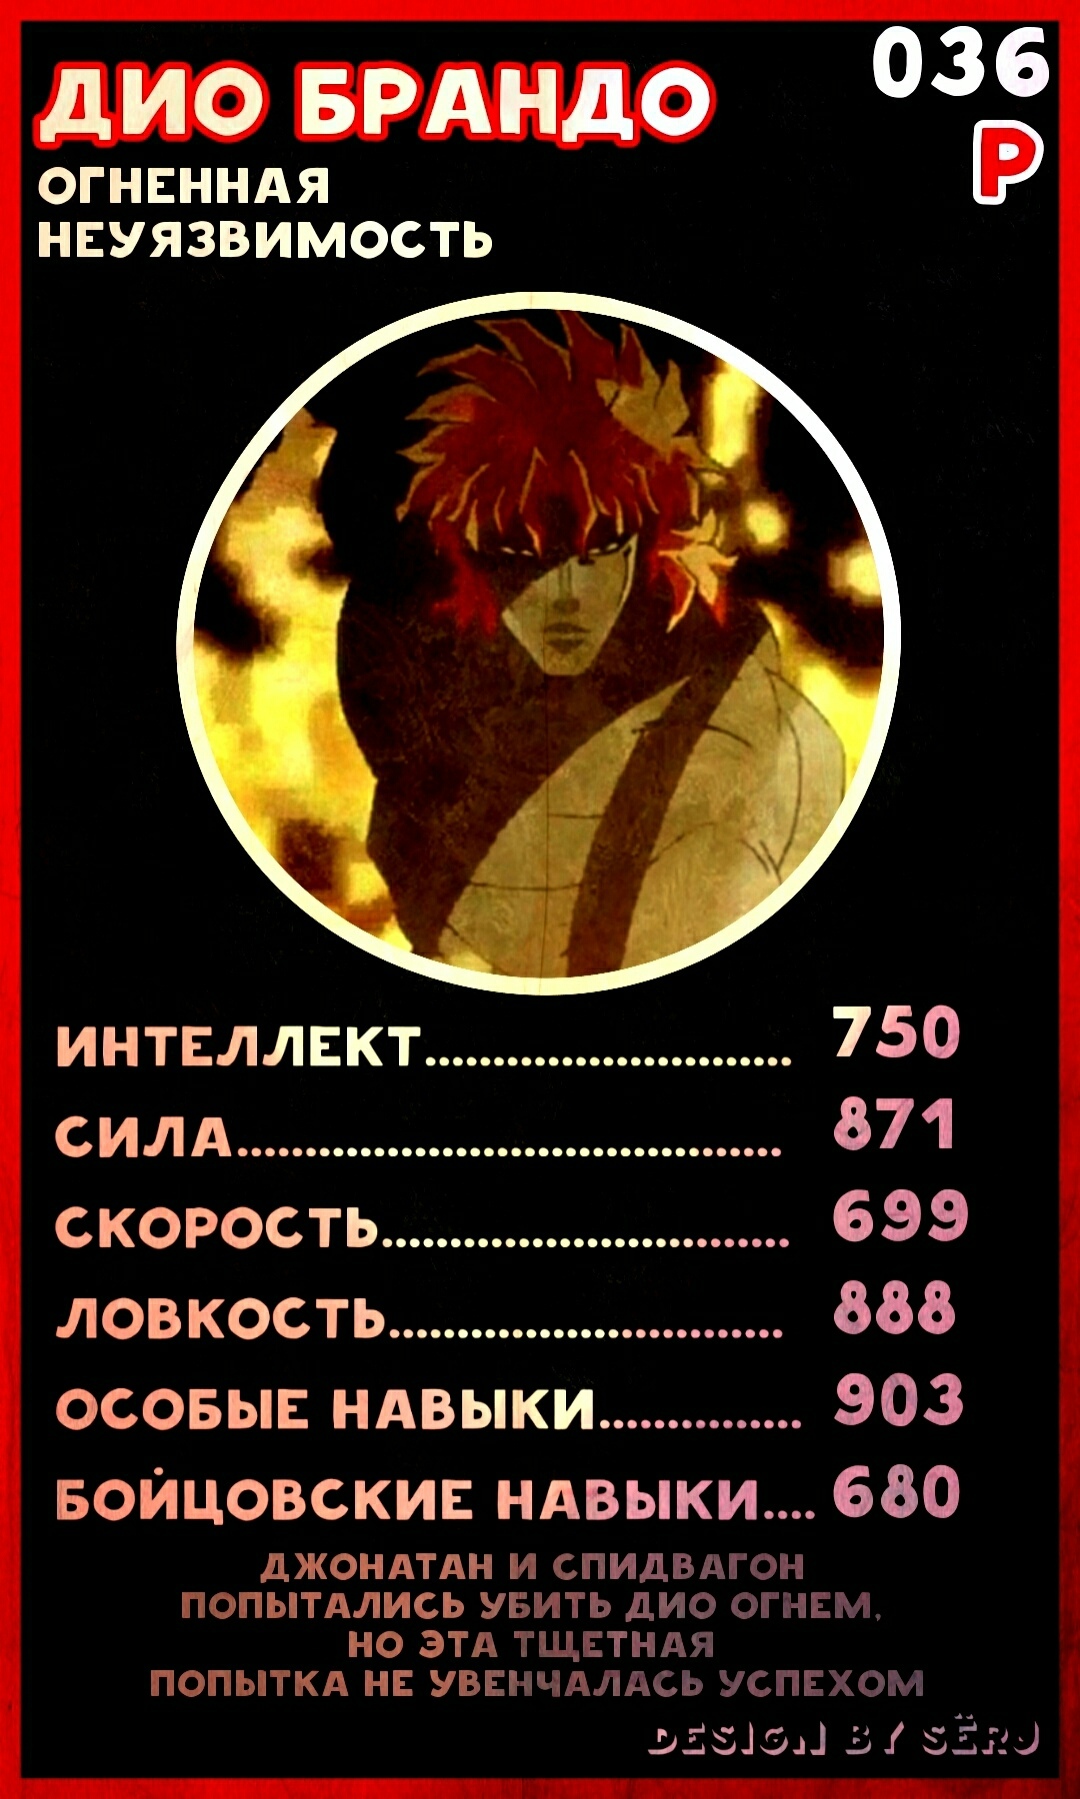 ДИО БРАНДО
036
Р
ОГНЕННАЯ
НЕУЯЗВИМОСТЬ
ИНТЕЛЛЕКТ........................... 750
СИЛА........................................ 871
СКОРОСТЬ.............................. 699
ЛОВКОСТЬ............................. 888
ОСОБЫЕ НАВЫКИ............... 903
БОЙЦОВСКИЕ НАВЫКИ.... 680
ДЖОНАТАН И СПИДВАГОН
ПОПЫТАЛИСЬ УБИТЬ ДИО ОГНЕМ,
НО ЭТА ТЩЕТНАЯ
ПОПЫТКА НЕ УВЕНЧАЛАСЬ УСПЕХОМ
DESIGN BY SЁRJ